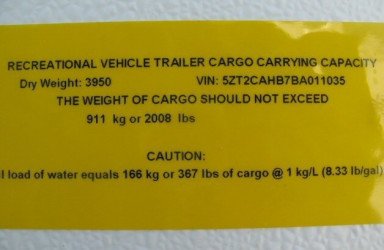 RECREATIONAL VEHICLE TRAILER CARGO CARRYING CAPACITY
Dry Weight: 3950 VIN: 5ZT2CAHB7BA011035
THE WEIGHT OF CARGO SHOULD NOT EXCEED
911 kg or 2008 lbs
CAUTION:
load of water equals 166 kg or 367 lbs of cargo @ 1 kg/L (8.33 lb/gal)